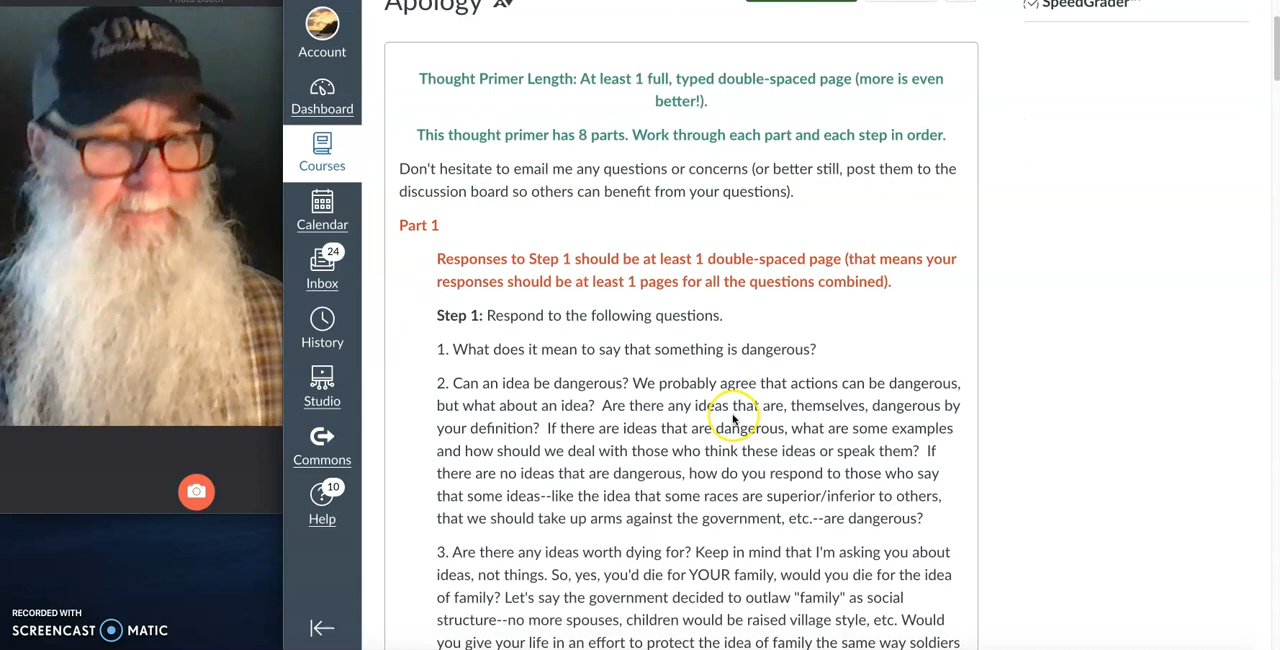 Apology
SpeedGrader™
Account
Dashboard
Courses
Calendar
24
Inbox
History
Studio
Commons
10
Help
Thought Primer Length: At least 1 full, typed double-spaced page (more is even
better!).
This thought primer has 8 parts. Work through each part and each step in order.
Don't hesitate to email me any questions or concerns (or better still, post them to the
discussion board so others can benefit from your questions).
Part 1
Responses to Step 1 should be at least 1 double-spaced page (that means your
responses should be at least 1 pages for all the questions combined).
Step 1: Respond to the following questions.
1. What does it mean to say that something is dangerous?
2. Can an idea be dangerous? We probably agree that actions can be dangerous,
but what about an idea?  Are there any ideas that are, themselves, dangerous by
your definition?  If there are ideas that are dangerous, what are some examples
and how should we deal with those who think these ideas or speak them?  If
there are no ideas that are dangerous, how do you respond to those who say
that some ideas--like the idea that some races are superior/inferior to others,
that we should take up arms against the government, etc.--are dangerous?
3. Are there any ideas worth dying for? Keep in mind that I'm asking you about
ideas, not things. So, yes, you'd die for YOUR family, would you die for the idea
of family? Let's say the government decided to outlaw "family" as social
structure--no more spouses, children would be raised village style, etc. Would
you give your life in an effort to protect the idea of family the same way soldiers
RECORDED WITH
SCREENCAST MATIC